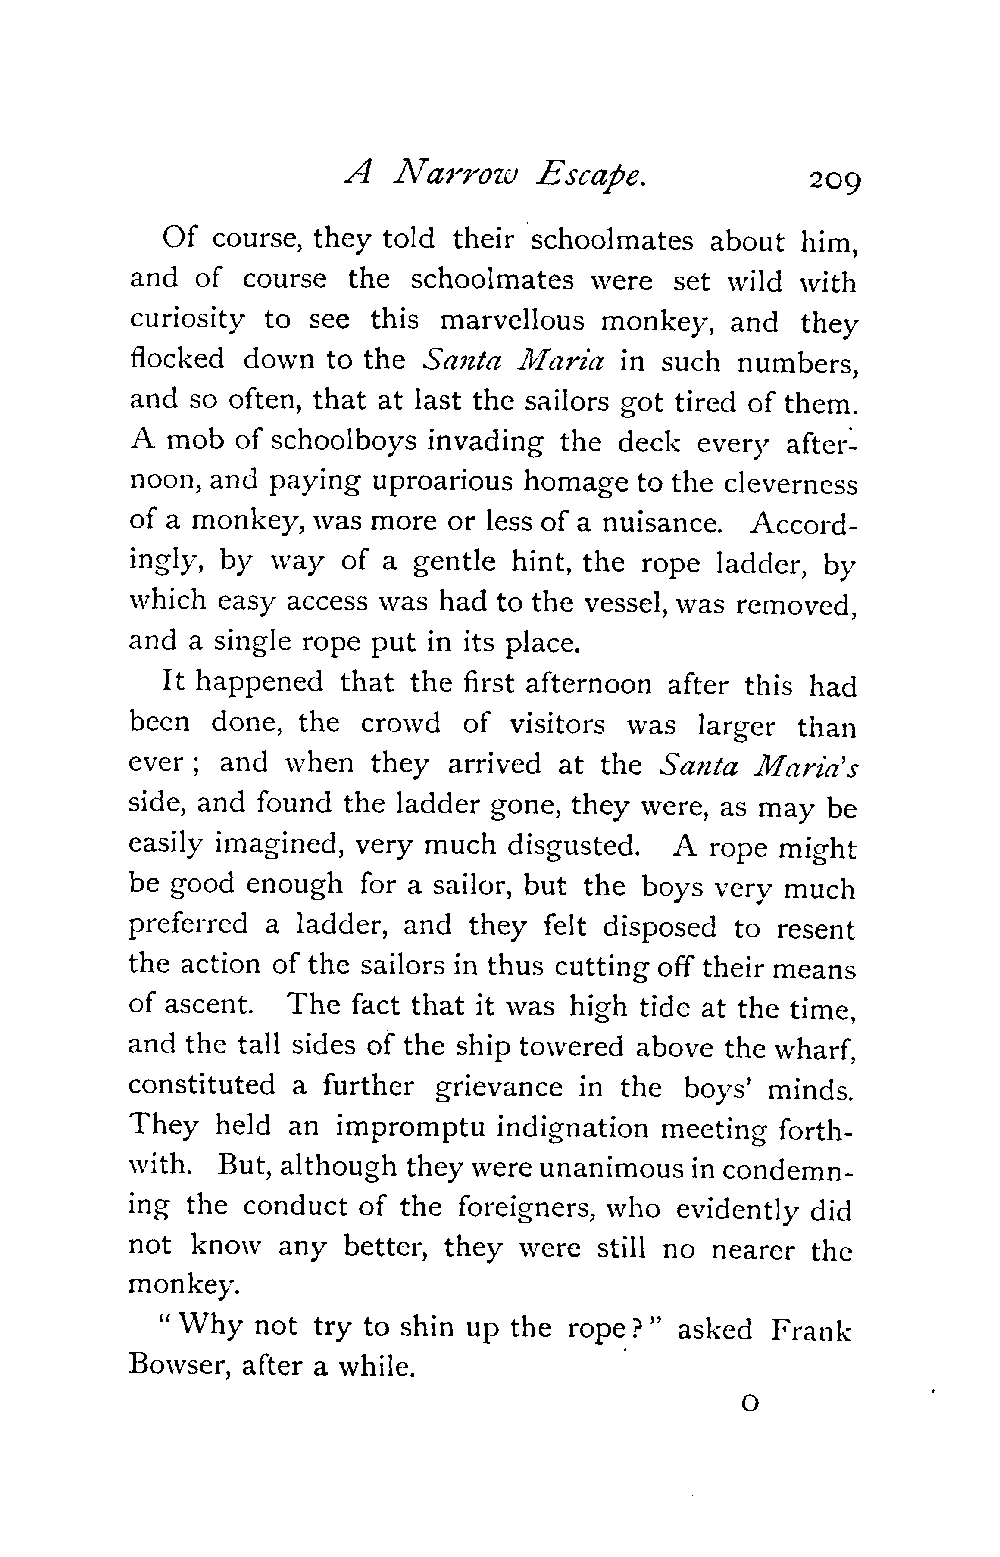 A Narrow Escape. 209
Of course, they told their schoolmates about him,
and of course the schoolmates were set wild with
curiosity to see this marvellous monkey, and they
flocked down to the Santa Maria in such numbers,
and so often, that at last the sailors got tired of them.
A mob of schoolboys invading the deck every after-
noon, and paying uproarious homage to the cleverness
of a monkey, was more or less of a nuisance. Accord-
ingly, by way of a gentle hint, the rope ladder, by
which easy access was had to the vessel, was removed,
and a single rope put in its place.
It happened that the first afternoon after this had
been done, the crowd of visitors was larger than
ever ; and when they arrived at the Santa Maria's
side, and found the ladder gone, they were, as may be
easily imagined, very much disgusted. A rope might
be good enough for a sailor, but the boys very much
preferred a ladder, and they felt disposed to resent
the action of the sailors in thus cutting off their means
of ascent. The fact that it was high tide at the time,
and the tall sides of the ship towered above the wharf,
constituted a further grievance in the boys' minds.
They held an impromptu indignation meeting forth-
with. But, although they were unanimous in condemn-
ing the conduct of the foreigners, who evidently did
not know any better, they were still no nearer the
monkey.
"Why not try to shin up the rope?" asked Frank
Bowser, after a while.
O